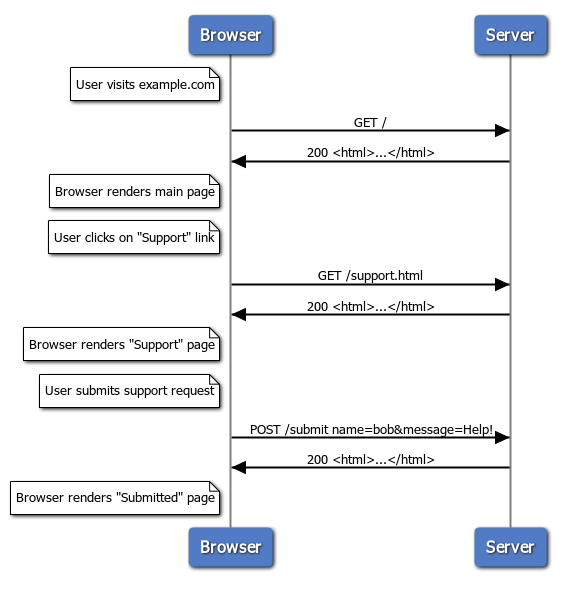 Browser
Server
User visits example.com
GET /
200 <html>...</html>
Browser renders main page
User clicks on "Support" link
GET /support.html
200 <html>...</html>
Browser renders "Support" page
User submits support request
POST /submit name=bob&message=Help!
200 <html>...</html>
Browser renders "Submitted" page
Browser
Server